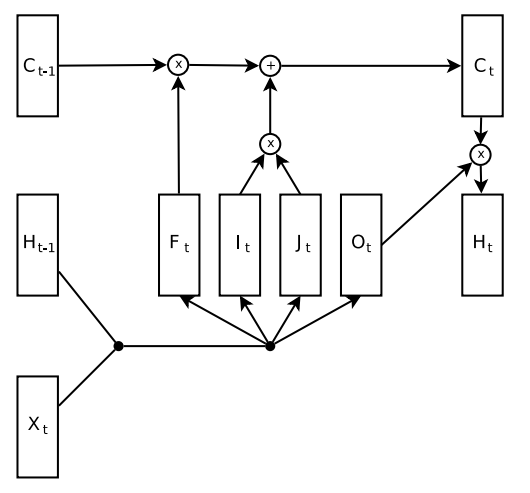 C t-1 x + C t
x x
H t-1 F t I t J t O t H t
X t